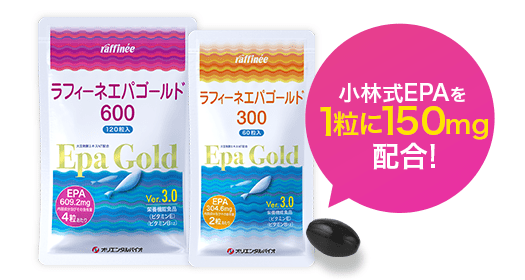 raffinée
ラフィーネエパゴールド
600
120粒入
Epa Gold
Ver. 3.0
EPA
609.2mg
4粒あたり
栄養機能食品
(ビタミンE)
オリエンタルバイオ
raffinée
ラフィーネエパゴールド
300
60粒入
Epa Gold
Ver. 3.0
EPA
304.6mg
2粒あたり
栄養機能食品
オリエンタルバイオ
小林式EPAを
1粒に150mg
配合!